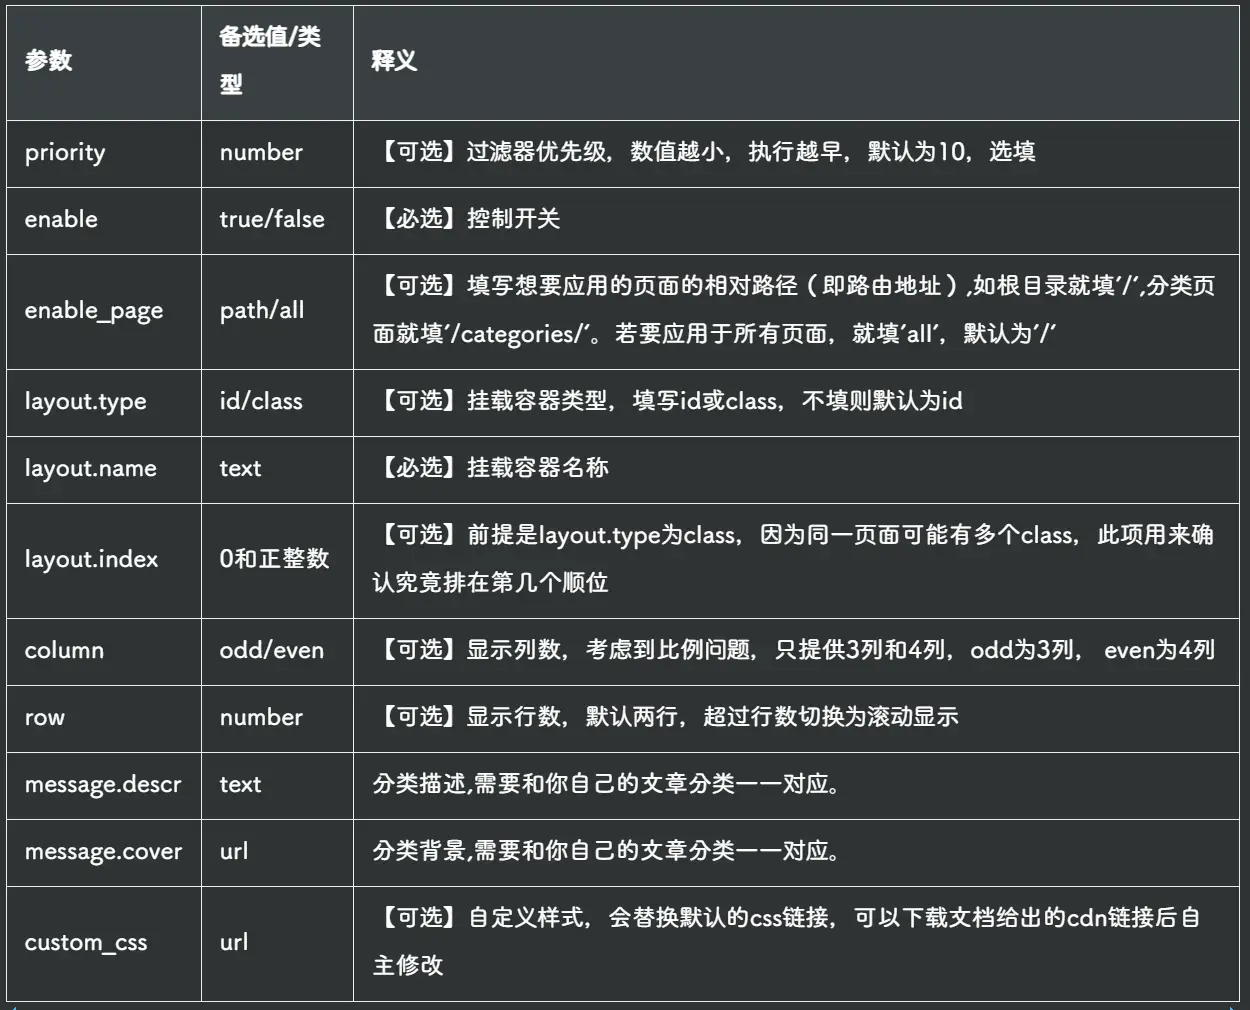 参数
备选值/类
型
释义
priority
number
【可选】过滤器优先级，数值越小，执行越早，默认为10，选填
enable
true/false
【必选】控制开关
enable_page
path/all
【可选】填写想要应用的页面的相对路径（即路由地址）,如根目录就填'/',分类页
面就填'/categories/'。若要应用于所有页面，就填'all'，默认为'/'
layout.type
id/class
【可选】挂载容器类型，填写id或class，不填则默认为id
layout.name
text
【必选】挂载容器名称
layout.index
0和正整数
【可选】前提是layout.type为class，因为同一页面可能有多个class，此项用来确
认究竟排在第几个顺位
column
odd/even
【可选】显示列数，考虑到比例问题，只提供3列和4列，odd为3列， even为4列
row
number
【可选】显示行数，默认两行，超过行数切换为滚动显示
message.descr
text
分类描述,需要和你自己的文章分类一一对应。
message.cover
url
分类背景,需要和你自己的文章分类一一对应。
custom_css
url
【可选】自定义样式，会替换默认的css链接，可以下载文档给出的cdn链接后自
主修改